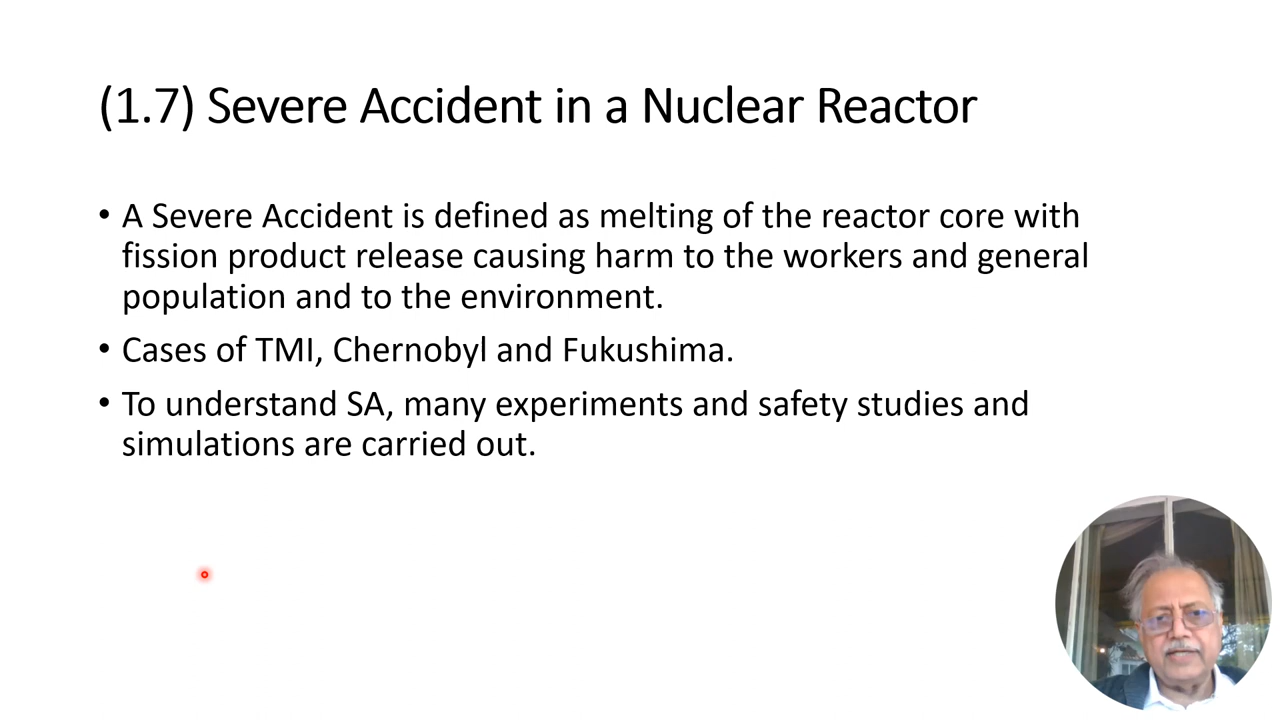 (1.7) Severe Accident in a Nuclear Reactor
• A Severe Accident is defined as melting of the reactor core with
fission product release causing harm to the workers and general
population and to the environment.
• Cases of TMI, Chernobyl and Fukushima.
• To understand SA, many experiments and safety studies and
simulations are carried out.